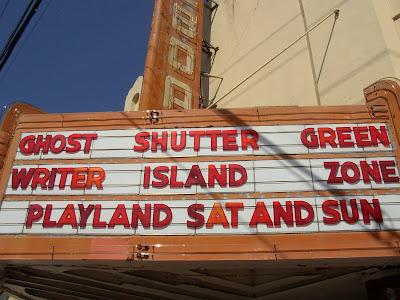 GHOST SHUTTER GREEN
WRITER ISLAND ZONE
PLAYLAND SAT AND SUN